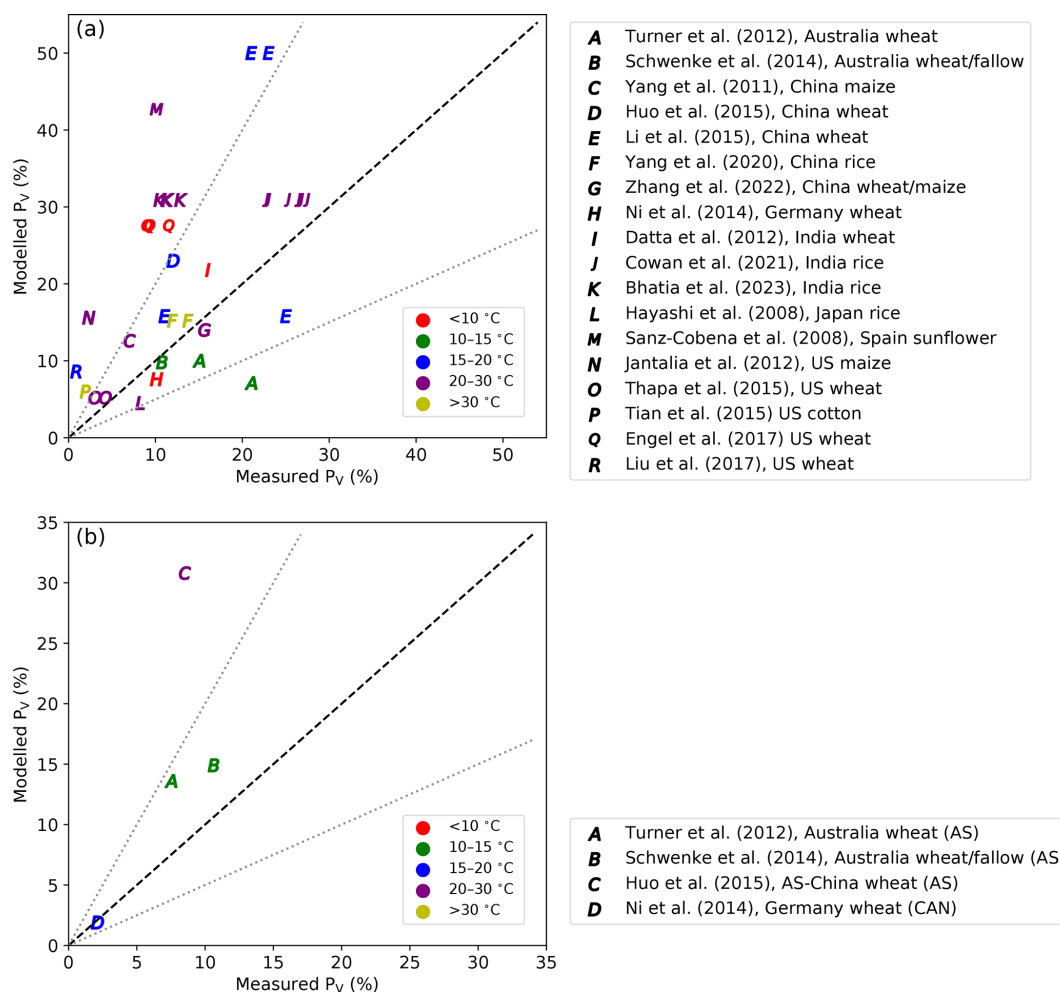 (a)
50
40
30
20
10
0
Modelled P_V (%)
0 10 20 30 40 50
Measured P_V (%)
E E
M
K K K J J J J J
Q Q Q
D I
N E F F E
C G
R B A
H A
P O O L
<10 °C
10–15 °C
15–20 °C
20–30 °C
>30 °C
A Turner et al. (2012), Australia wheat
B Schwenke et al. (2014), Australia wheat/fallow
C Yang et al. (2011), China maize
D Huo et al. (2015), China wheat
E Li et al. (2015), China wheat
F Yang et al. (2020), China rice
G Zhang et al. (2022), China wheat/maize
H Ni et al. (2014), Germany wheat
I Datta et al. (2012), India wheat
J Cowan et al. (2021), India rice
K Bhatia et al. (2023), India rice
L Hayashi et al. (2008), Japan rice
M Sanz-Cobena et al. (2008), Spain sunflower
N Jantalia et al. (2012), US maize
O Thapa et al. (2015), US wheat
P Tian et al. (2015) US cotton
Q Engel et al. (2017) US wheat
R Liu et al. (2017), US wheat
(b)
35
30
25
20
15
10
5
0
Modelled P_V (%)
0 5 10 15 20 25 30 35
Measured P_V (%)
C
B
A
D
<10 °C
10–15 °C
15–20 °C
20–30 °C
>30 °C
A Turner et al. (2012), Australia wheat (AS)
B Schwenke et al. (2014), Australia wheat/fallow (AS
C Huo et al. (2015), AS-China wheat (AS)
D Ni et al. (2014), Germany wheat (CAN)